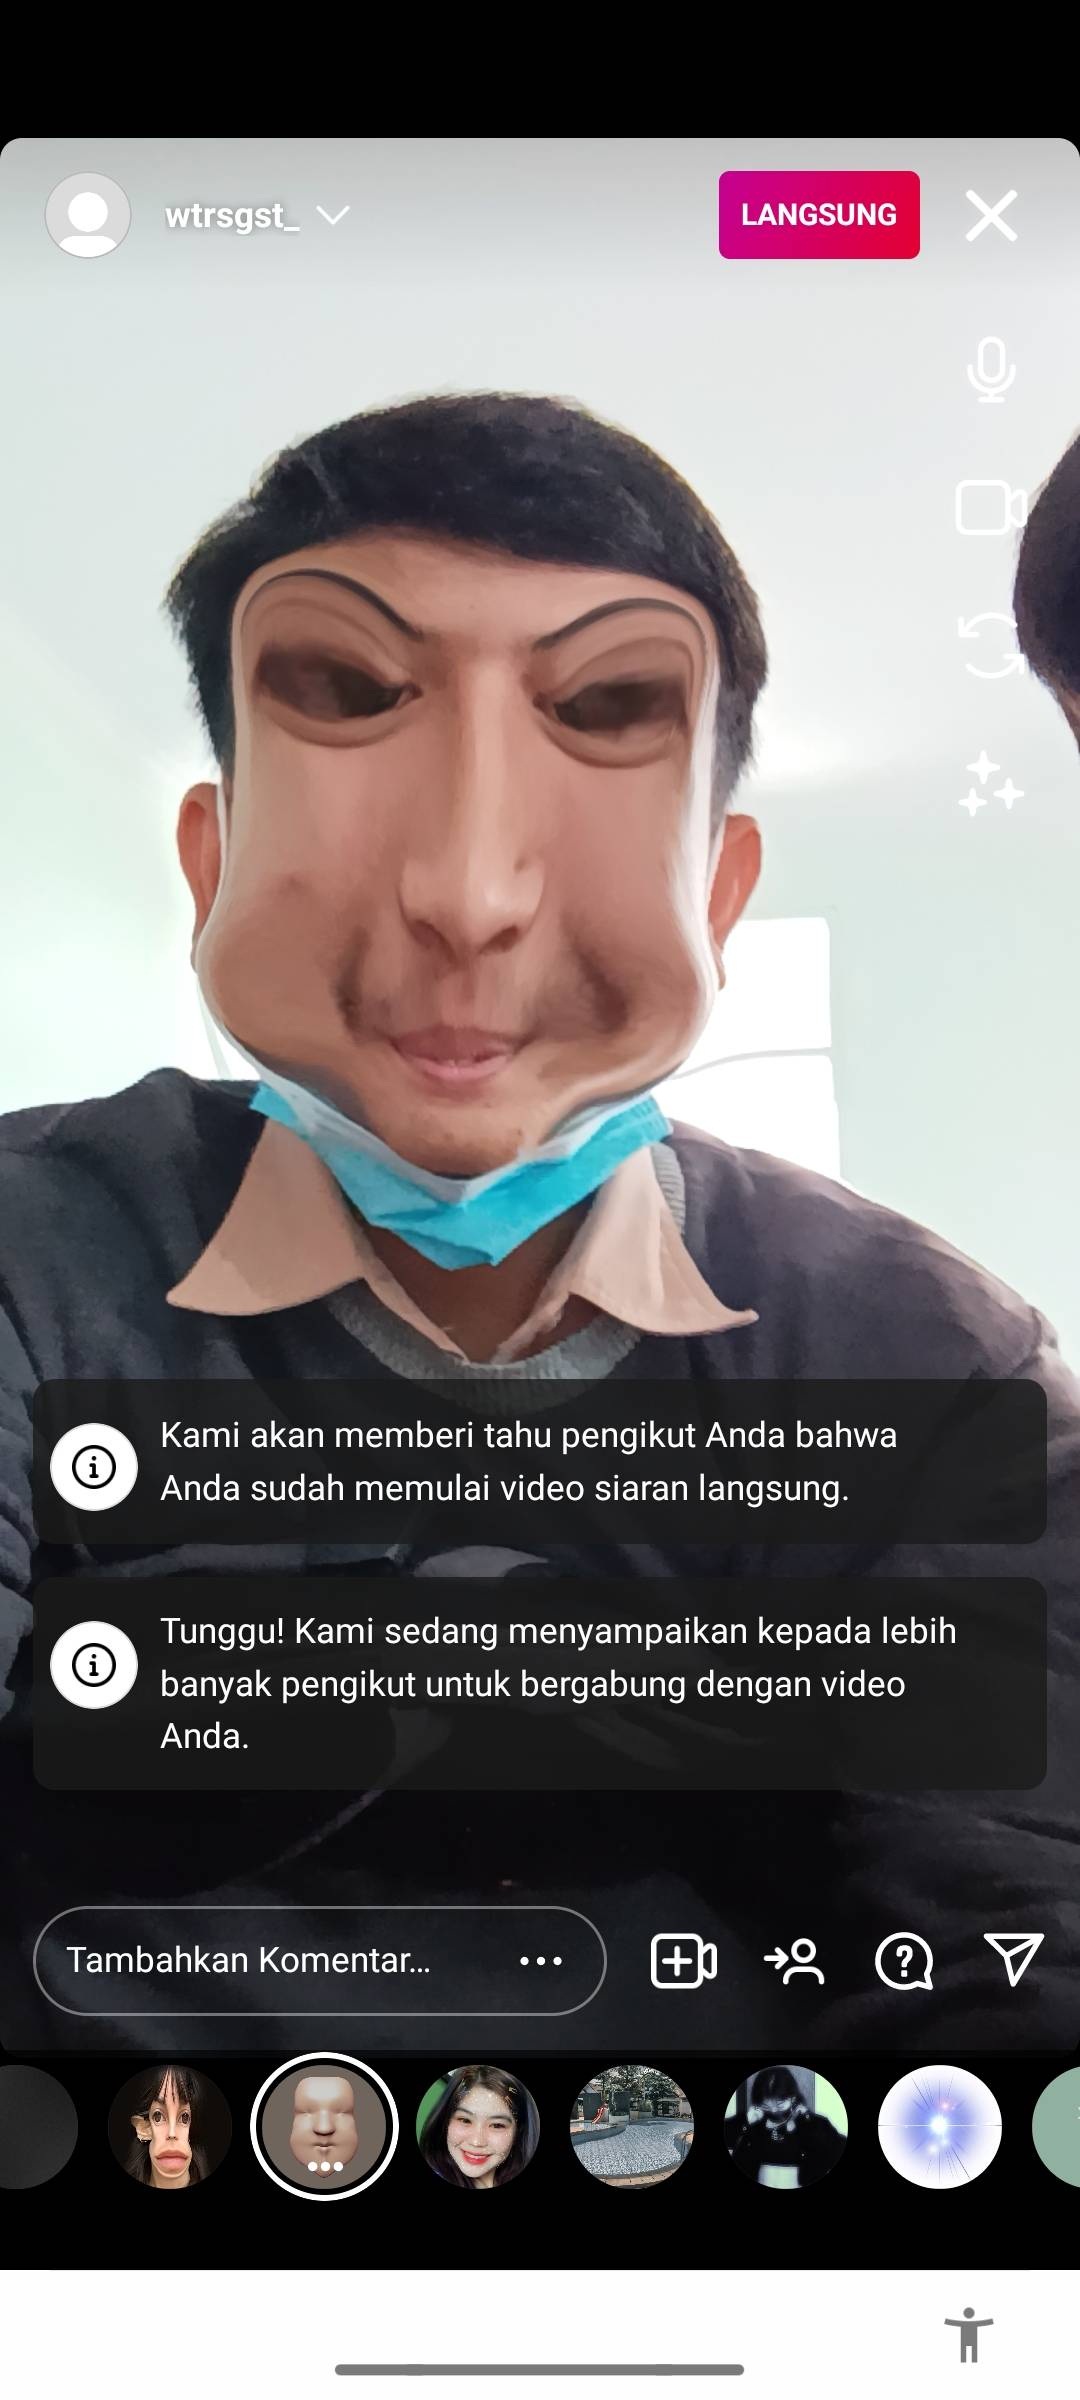 wtrsgst_
LANGSUNG
Kami akan memberi tahu pengikut Anda bahwa
Anda sudah memulai video siaran langsung.
Tunggu! Kami sedang menyampaikan kepada lebih
banyak pengikut untuk bergabung dengan video
Anda.
Tambahkan Komentar...